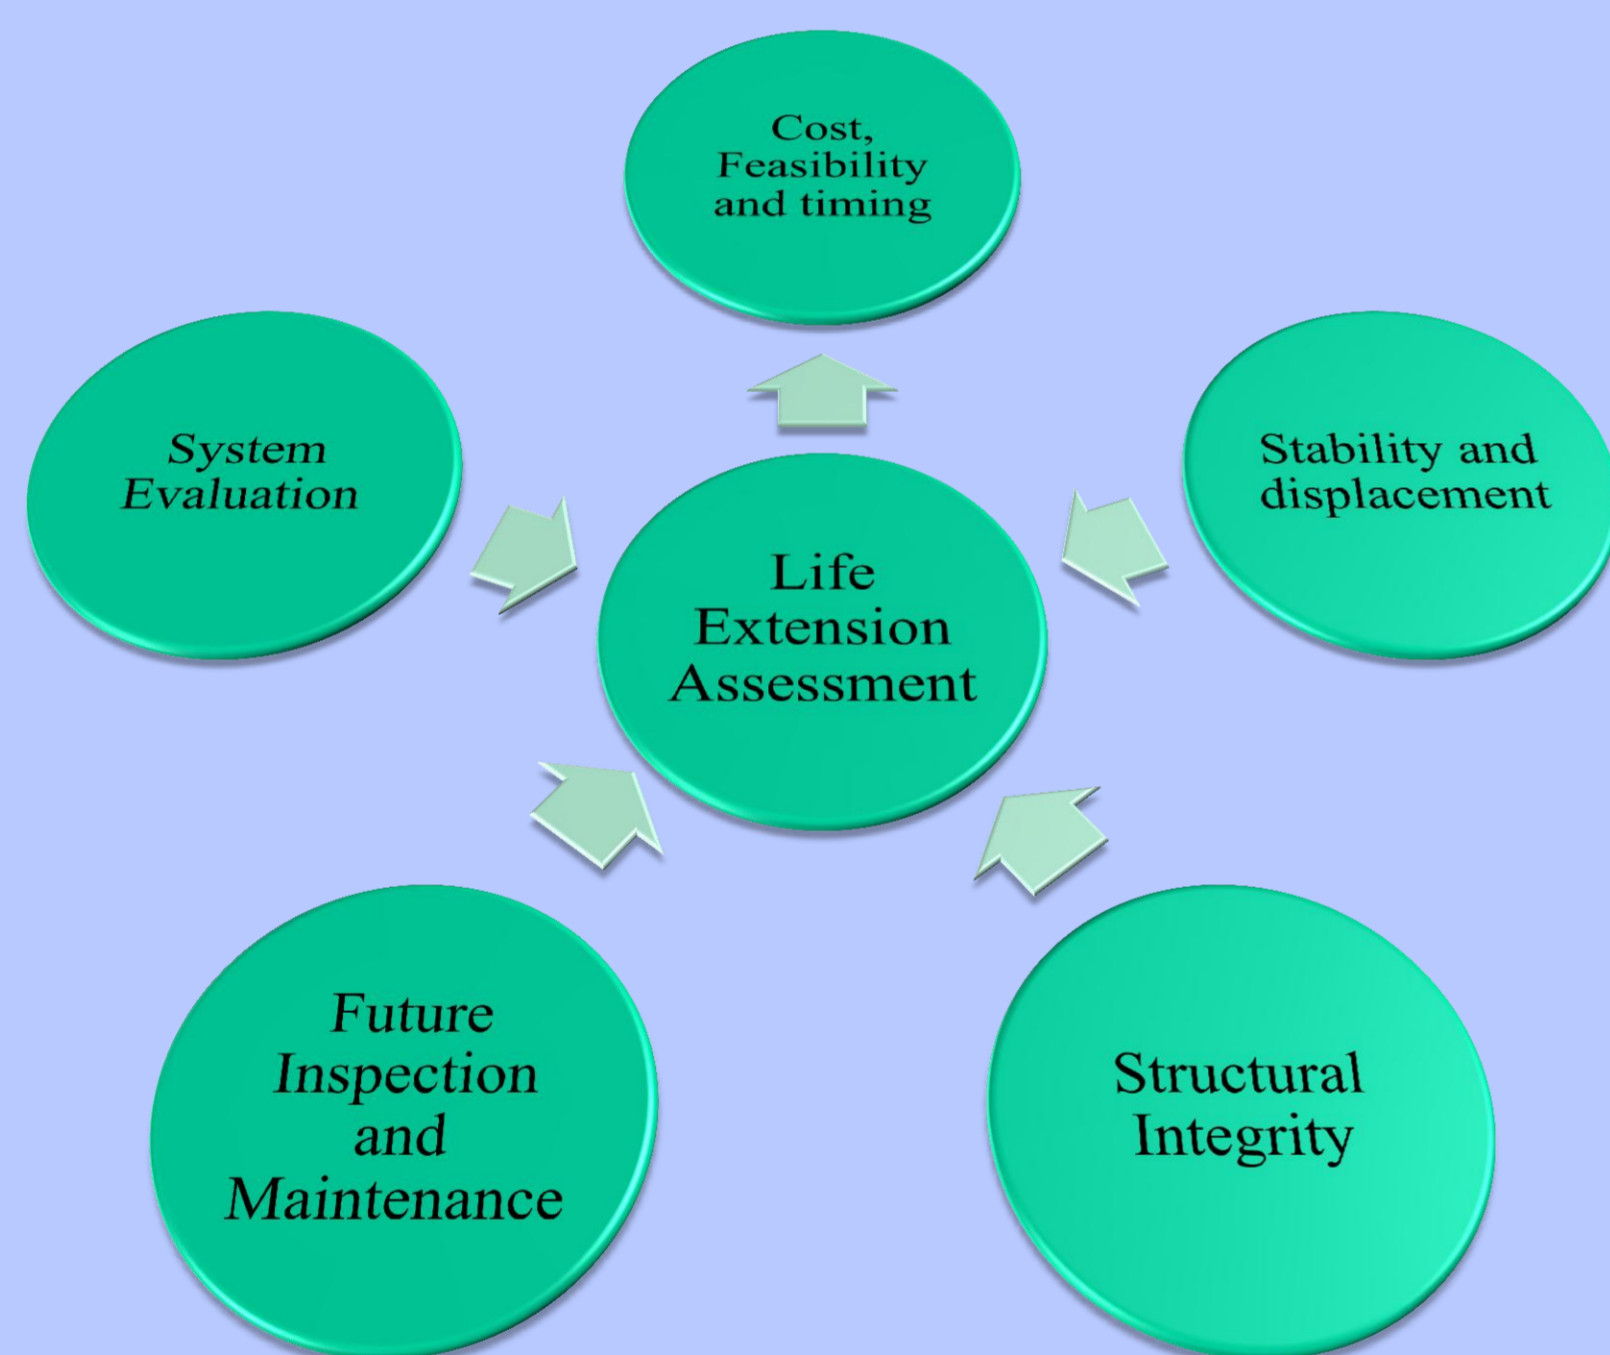 Cost,
Feasibility
and timing
System
Evaluation
Stability and
displacement
Life
Extension
Assessment
Future
Inspection
and
Maintenance
Structural
Integrity